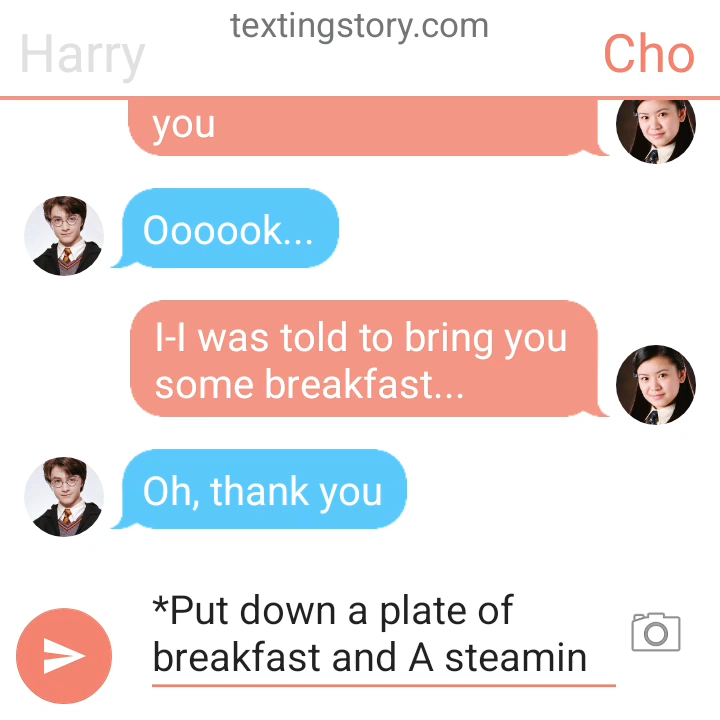 textingstory.com
Harry
Cho
you
Oooook...
I-I was told to bring you
some breakfast...
Oh, thank you
*Put down a plate of
breakfast and A steamin